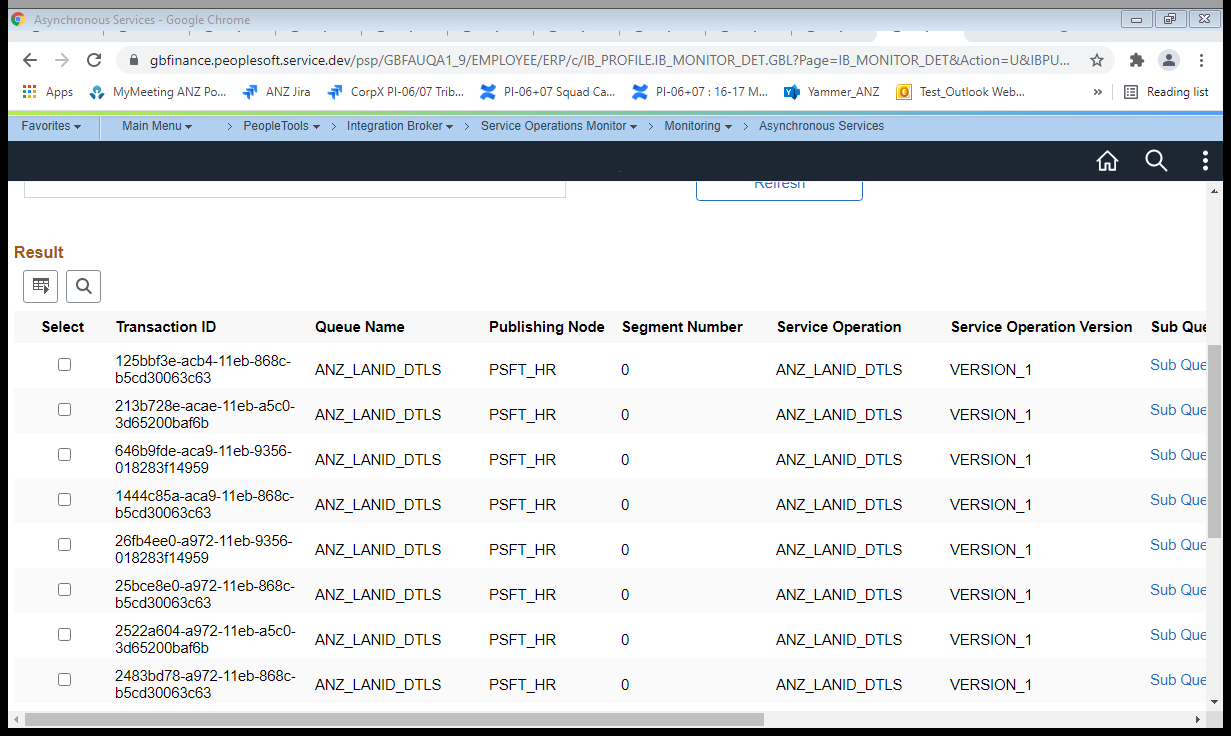 Asynchronous Services - Google Chrome
gbfinance.peoplesoft.service.dev/psp/GBFAUQA1_9/EMPLOYEE/ERP/c/IB_PROFILE.IB_MONITOR_DET.GBL?Page=IB_MONITOR_DET&Action=U&IBPU...
Apps MyMeeting ANZ Po... ANZ Jira CorpX PI-06/07 Trib... PI-06+07 Squad Ca... PI-06+07 : 16-17 M... Yammer_ANZ Test_Outlook Web... » Reading list
Favorites Main Menu > PeopleTools > Integration Broker > Service Operations Monitor > Monitoring > Asynchronous Services
Refresh
Result
Select Transaction ID Queue Name Publishing Node Segment Number Service Operation Service Operation Version Sub Que
125bbf3e-acb4-11eb-868c-
b5cd30063c63 ANZ_LANID_DTLS PSFT_HR 0 ANZ_LANID_DTLS VERSION_1 Sub Que
213b728e-acae-11eb-a5c0-
3d65200baf6b ANZ_LANID_DTLS PSFT_HR 0 ANZ_LANID_DTLS VERSION_1 Sub Que
646b9fde-aca9-11eb-9356-
018283f14959 ANZ_LANID_DTLS PSFT_HR 0 ANZ_LANID_DTLS VERSION_1 Sub Que
1444c85a-aca9-11eb-868c-
b5cd30063c63 ANZ_LANID_DTLS PSFT_HR 0 ANZ_LANID_DTLS VERSION_1 Sub Que
26fb4ee0-a972-11eb-9356-
018283f14959 ANZ_LANID_DTLS PSFT_HR 0 ANZ_LANID_DTLS VERSION_1 Sub Que
25bce8e0-a972-11eb-868c-
b5cd30063c63 ANZ_LANID_DTLS PSFT_HR 0 ANZ_LANID_DTLS VERSION_1 Sub Que
2522a604-a972-11eb-a5c0-
3d65200baf6b ANZ_LANID_DTLS PSFT_HR 0 ANZ_LANID_DTLS VERSION_1 Sub Que
2483bd78-a972-11eb-868c-
b5cd30063c63 ANZ_LANID_DTLS PSFT_HR 0 ANZ_LANID_DTLS VERSION_1 Sub Que